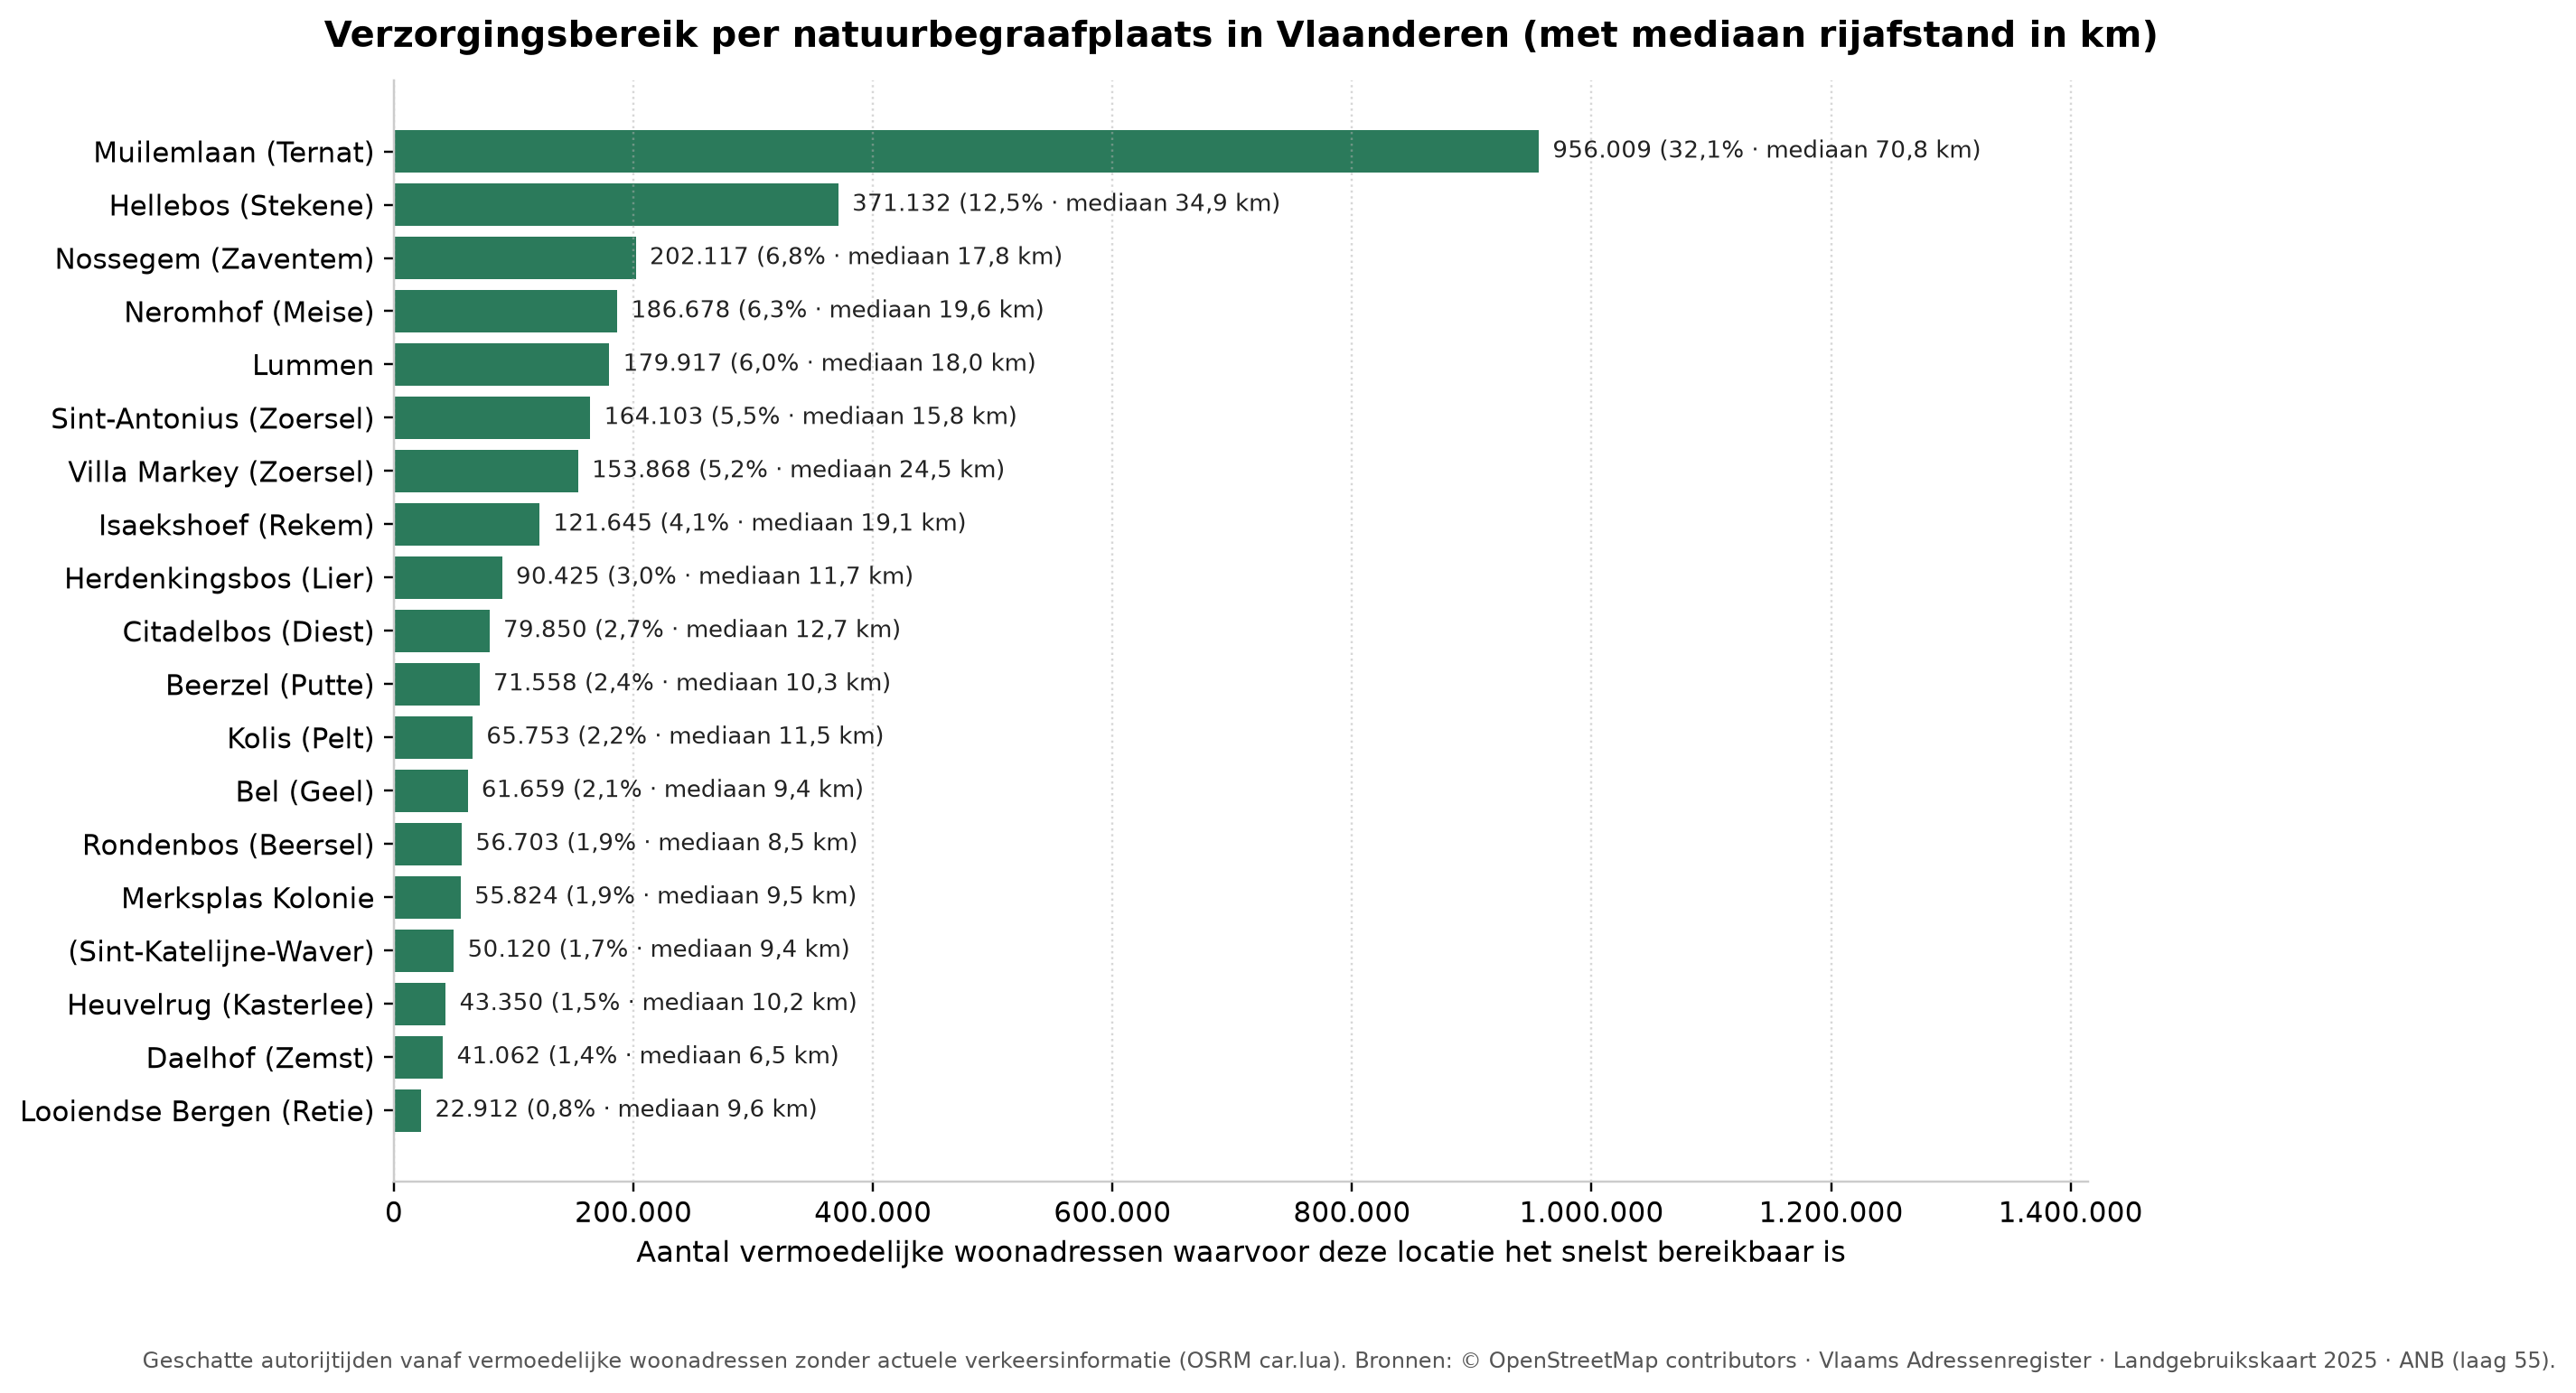 Verzorgingsbereik per natuurbegraafplaats in Vlaanderen (met mediaan rijafstand in km)
Muilemlaan (Ternat) 956.009 (32,1% · mediaan 70,8 km)
Hellebos (Stekene) 371.132 (12,5% · mediaan 34,9 km)
Nossegem (Zaventem) 202.117 (6,8% · mediaan 17,8 km)
Neromhof (Meise) 186.678 (6,3% · mediaan 19,6 km)
Lummen 179.917 (6,0% · mediaan 18,0 km)
Sint-Antonius (Zoersel) 164.103 (5,5% · mediaan 15,8 km)
Villa Markey (Zoersel) 153.868 (5,2% · mediaan 24,5 km)
Isaekshoef (Rekem) 121.645 (4,1% · mediaan 19,1 km)
Herdenkingsbos (Lier) 90.425 (3,0% · mediaan 11,7 km)
Citadelbos (Diest) 79.850 (2,7% · mediaan 12,7 km)
Beerzel (Putte) 71.558 (2,4% · mediaan 10,3 km)
Kolis (Pelt) 65.753 (2,2% · mediaan 11,5 km)
Bel (Geel) 61.659 (2,1% · mediaan 9,4 km)
Rondenbos (Beersel) 56.703 (1,9% · mediaan 8,5 km)
Merksplas Kolonie 55.824 (1,9% · mediaan 9,5 km)
(Sint-Katelijne-Waver) 50.120 (1,7% · mediaan 9,4 km)
Heuvelrug (Kasterlee) 43.350 (1,5% · mediaan 10,2 km)
Daelhof (Zemst) 41.062 (1,4% · mediaan 6,5 km)
Looiendse Bergen (Retie) 22.912 (0,8% · mediaan 9,6 km)
0 200.000 400.000 600.000 800.000 1.000.000 1.200.000 1.400.000
Aantal vermoedelijke woonadressen waarvoor deze locatie het snelst bereikbaar is
Geschatte autorijtijden vanaf vermoedelijke woonadressen zonder actuele verkeersinformatie (OSRM car.lua). Bronnen: © OpenStreetMap contributors · Vlaams Adressenregister · Landgebruikskaart 2025 · ANB (laag 55).